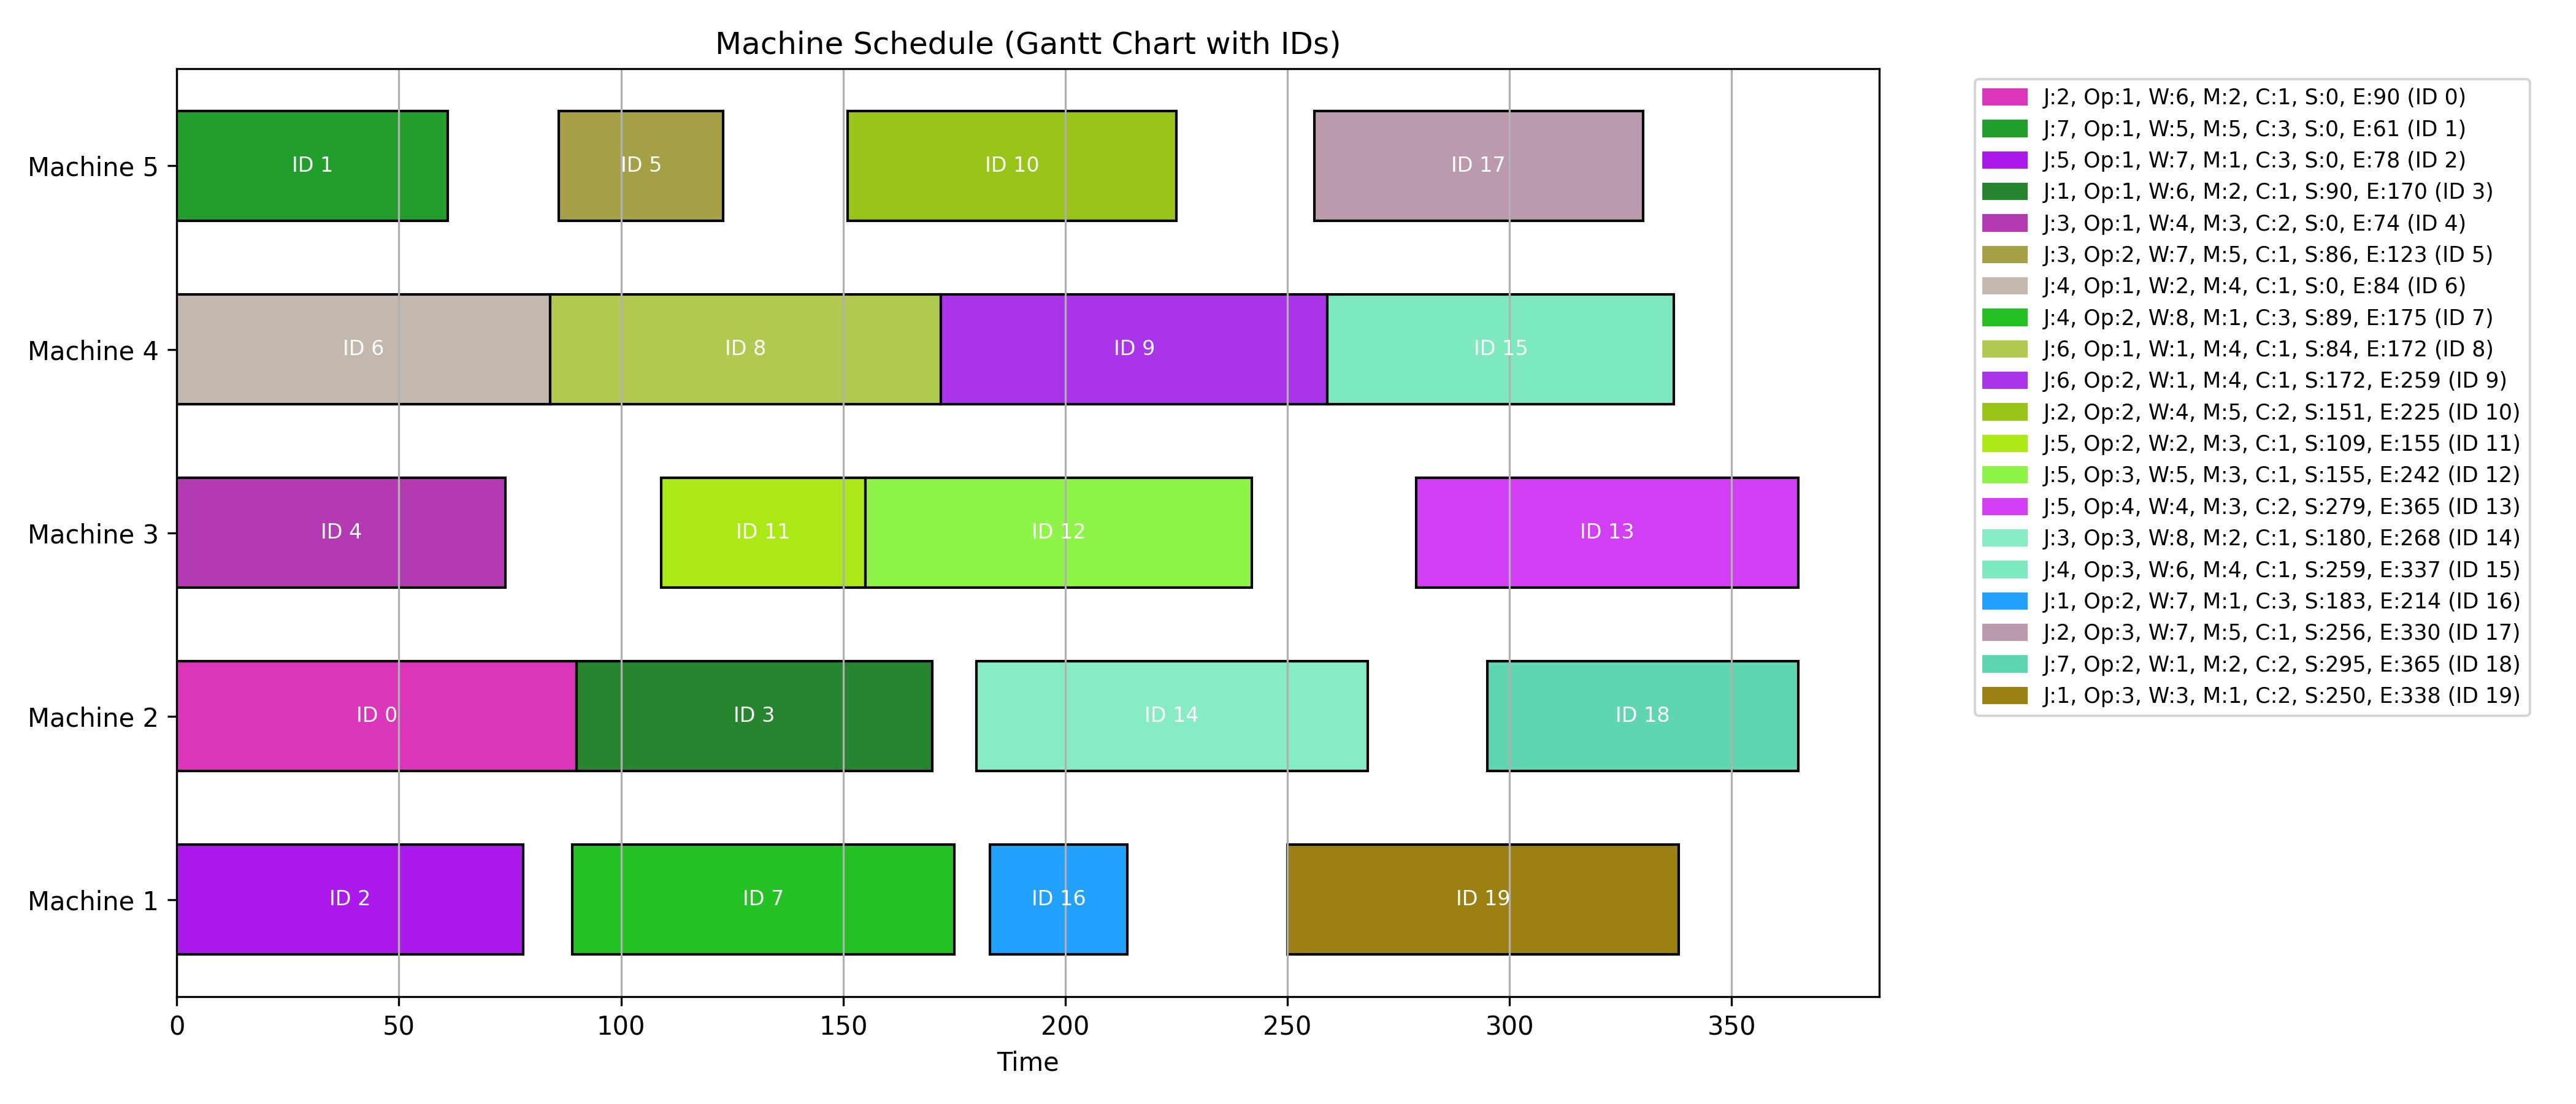 Machine Schedule (Gantt Chart with IDs)
Machine 5
ID 1
ID 5
ID 10
ID 17
Machine 4
ID 6
ID 8
ID 9
ID 15
Machine 3
ID 4
ID 11
ID 12
ID 13
Machine 2
ID 0
ID 3
ID 14
ID 18
Machine 1
ID 2
ID 7
ID 16
ID 19
0
50
100
150
200
250
300
350
Time
J:2, Op:1, W:6, M:2, C:1, S:0, E:90 (ID 0)
J:7, Op:1, W:5, M:5, C:3, S:0, E:61 (ID 1)
J:5, Op:1, W:7, M:1, C:3, S:0, E:78 (ID 2)
J:1, Op:1, W:6, M:2, C:1, S:90, E:170 (ID 3)
J:3, Op:1, W:4, M:3, C:2, S:0, E:74 (ID 4)
J:3, Op:2, W:7, M:5, C:1, S:86, E:123 (ID 5)
J:4, Op:1, W:2, M:4, C:1, S:0, E:84 (ID 6)
J:4, Op:2, W:8, M:1, C:3, S:89, E:175 (ID 7)
J:6, Op:1, W:1, M:4, C:1, S:84, E:172 (ID 8)
J:6, Op:2, W:1, M:4, C:1, S:172, E:259 (ID 9)
J:2, Op:2, W:4, M:5, C:2, S:151, E:225 (ID 10)
J:5, Op:2, W:2, M:3, C:1, S:109, E:155 (ID 11)
J:5, Op:3, W:5, M:3, C:1, S:155, E:242 (ID 12)
J:5, Op:4, W:4, M:3, C:2, S:279, E:365 (ID 13)
J:3, Op:3, W:8, M:2, C:1, S:180, E:268 (ID 14)
J:4, Op:3, W:6, M:4, C:1, S:259, E:337 (ID 15)
J:1, Op:2, W:7, M:1, C:3, S:183, E:214 (ID 16)
J:2, Op:3, W:7, M:5, C:1, S:256, E:330 (ID 17)
J:7, Op:2, W:1, M:2, C:2, S:295, E:365 (ID 18)
J:1, Op:3, W:3, M:1, C:2, S:250, E:338 (ID 19)